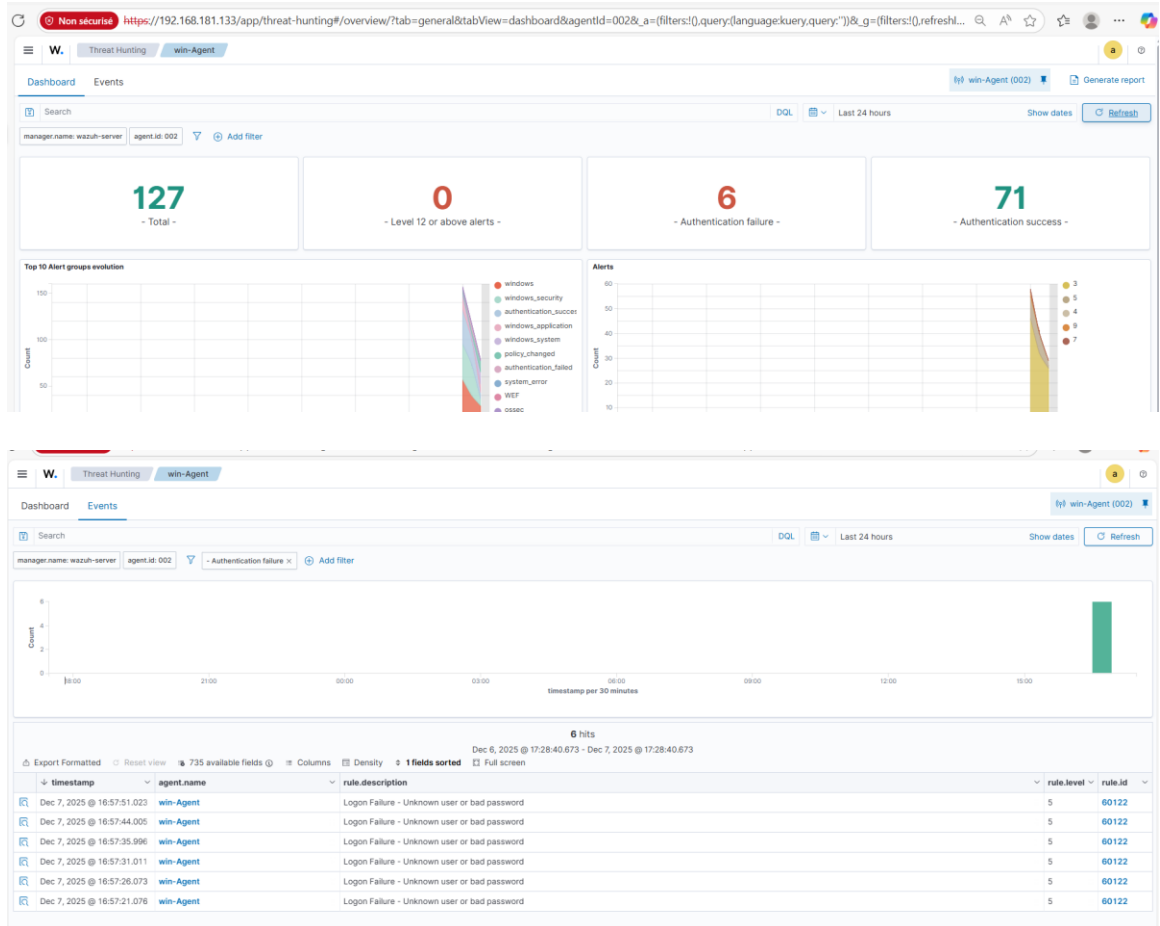 Non sécurisé https://192.168.181.133/app/threat-hunting#/overview/?tab=general&tabView=dashboard&agentId=002&_a=(filters:!(),query:(language:kuery,query:''))&_g=(filters:!(),refreshI...
W. Threat Hunting win-Agent a
Dashboard Events win-Agent (002) Generate report
Search DQL Last 24 hours Show dates Refresh
manager.name: wazuh-server agent.id: 002 Add filter
127 0 6 71
- Total - - Level 12 or above alerts - - Authentication failure - - Authentication success -
Top 10 Alert groups evolution
150
100
50
Count
windows
windows_security
authentication_succes
windows_application
windows_system
policy_changed
authentication_failed
system_error
WEF
ossec
Alerts
60
50
40
30
20
10
Count
3
5
4
9
7
W. Threat Hunting win-Agent a
Dashboard Events win-Agent (002)
Search DQL Last 24 hours Show dates Refresh
manager.name: wazuh-server agent.id: 002 - Authentication failure - × Add filter
6
4
2
0
Count
18:00 21:00 00:00 03:00 06:00 09:00 12:00 15:00
timestamp per 30 minutes
6 hits
Dec 6, 2025 @ 17:28:40.673 - Dec 7, 2025 @ 17:28:40.673
Export Formatted Reset view 735 available fields Columns Density 1 fields sorted Full screen
timestamp agent.name rule.description rule.level rule.id
Dec 7, 2025 @ 16:57:51.023 win-Agent Logon Failure - Unknown user or bad password 5 60122
Dec 7, 2025 @ 16:57:44.005 win-Agent Logon Failure - Unknown user or bad password 5 60122
Dec 7, 2025 @ 16:57:35.996 win-Agent Logon Failure - Unknown user or bad password 5 60122
Dec 7, 2025 @ 16:57:31.011 win-Agent Logon Failure - Unknown user or bad password 5 60122
Dec 7, 2025 @ 16:57:26.073 win-Agent Logon Failure - Unknown user or bad password 5 60122
Dec 7, 2025 @ 16:57:21.076 win-Agent Logon Failure - Unknown user or bad password 5 60122